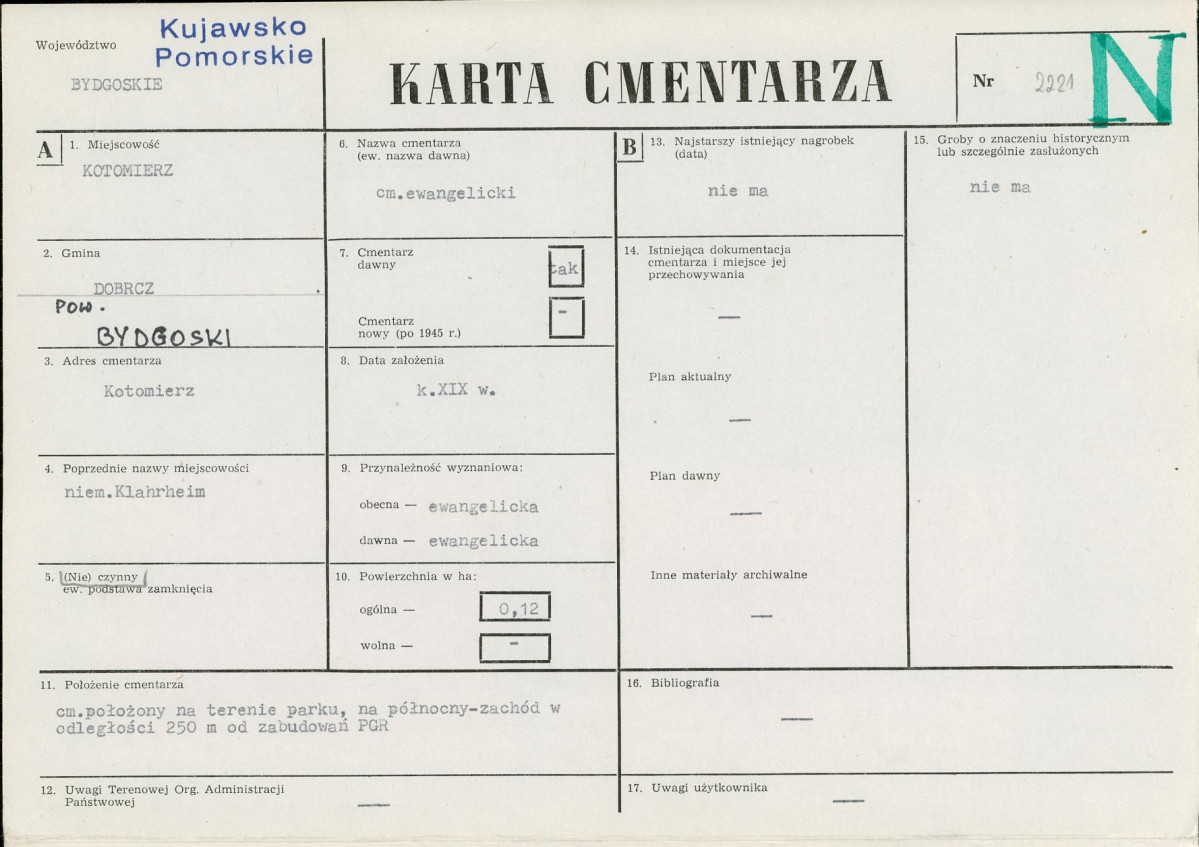 Województwo
Kujawsko
Pomorskie
BYDGOSKIE
KARTA CMENTARZA
Nr 2221
N
A
1. Miejscowość
KOTOMIERZ
2. Gmina
DOBRCZ
POW.
BYDGOSKI
3. Adres cmentarza
Kotomierz
4. Poprzednie nazwy miejscowości
niem.Klahrheim
5. (Nie) czynny
ew. podstawa zamknięcia
6. Nazwa cmentarza
(ew. nazwa dawna)
cm.ewangelicki
7. Cmentarz
dawny
tak
Cmentarz
nowy (po 1945 r.)
-
8. Data założenia
k.XIX w.
9. Przynależność wyznaniowa:
obecna — ewangelicka
dawna — ewangelicka
10. Powierzchnia w ha:
ogólna — 0,12
wolna — -
11. Położenie cmentarza
cm.położony na terenie parku, na północny-zachód w
odległości 250 m od zabudowań PGR
12. Uwagi Terenowej Org. Administracji
Państwowej
—
B
13. Najstarszy istniejący nagrobek
(data)
nie ma
14. Istniejąca dokumentacja
cmentarza i miejsce jej
przechowywania
—
Plan aktualny
—
Plan dawny
—
Inne materiały archiwalne
—
15. Groby o znaczeniu historycznym
lub szczególnie zasłużonych
nie ma
16. Bibliografia
—
17. Uwagi użytkownika
—